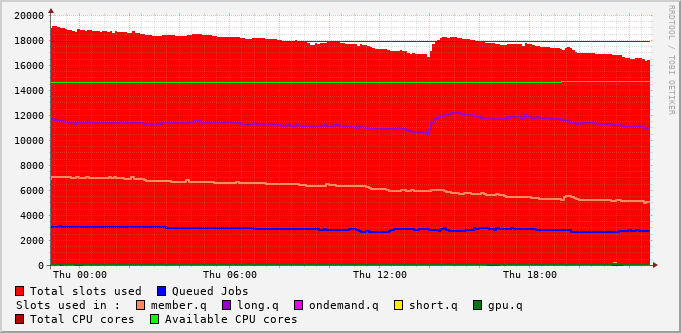 20000
18000
16000
14000
12000
10000
8000
6000
4000
2000
0
Thu 00:00 Thu 06:00 Thu 12:00 Thu 18:00
RRDTOOL / TOBI OETIKER
Total slots used Queued Jobs
Slots used in : member.q long.q ondemand.q short.q gpu.q
Total CPU cores Available CPU cores